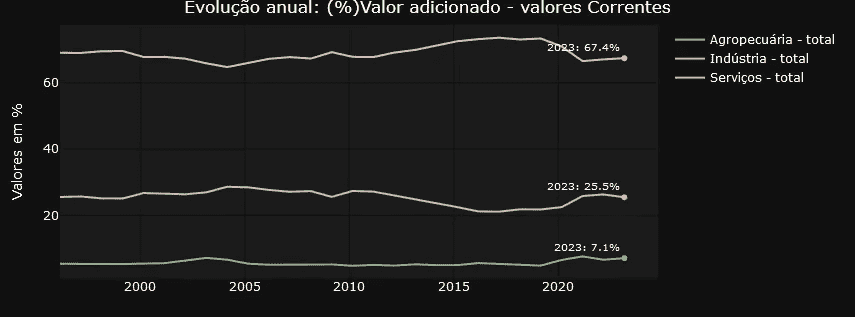 Evolução anual: (%)Valor adicionado - valores Correntes
Agropecuária - total
Indústria - total
Serviços - total
Valores em %
60
40
20
2023: 67.4%
2023: 25.5%
2023: 7.1%
2000
2005
2010
2015
2020